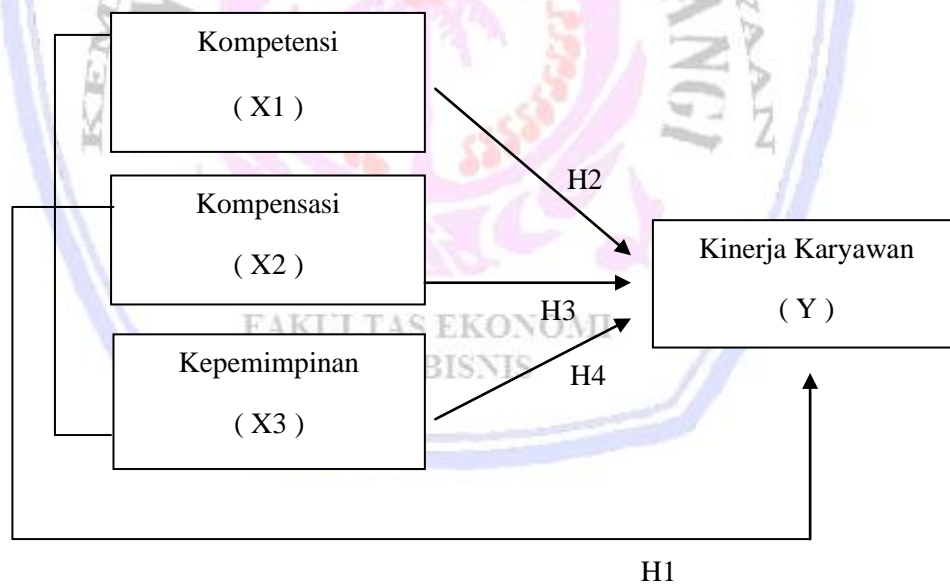 Kompetensi
( X1 )
H2
Kompensasi
( X2 )
Kinerja Karyawan
( Y )
H3
FAKULTAS EKONOMI
BISNIS
Kepemimpinan
( X3 )
H4
H1